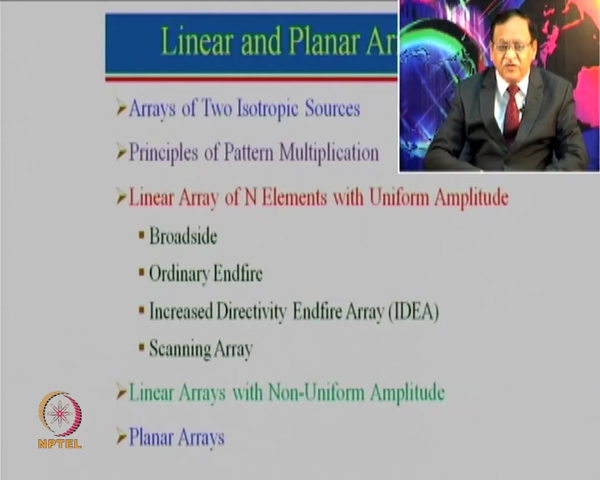 Linear and Planar Ar
➢Arrays of Two Isotropic Sources
➢Principles of Pattern Multiplication
➢Linear Array of N Elements with Uniform Amplitude
▪ Broadside
▪ Ordinary Endfire
▪ Increased Directivity Endfire Array (IDEA)
▪ Scanning Array
➢Linear Arrays with Non-Uniform Amplitude
➢Planar Arrays
NPTEL